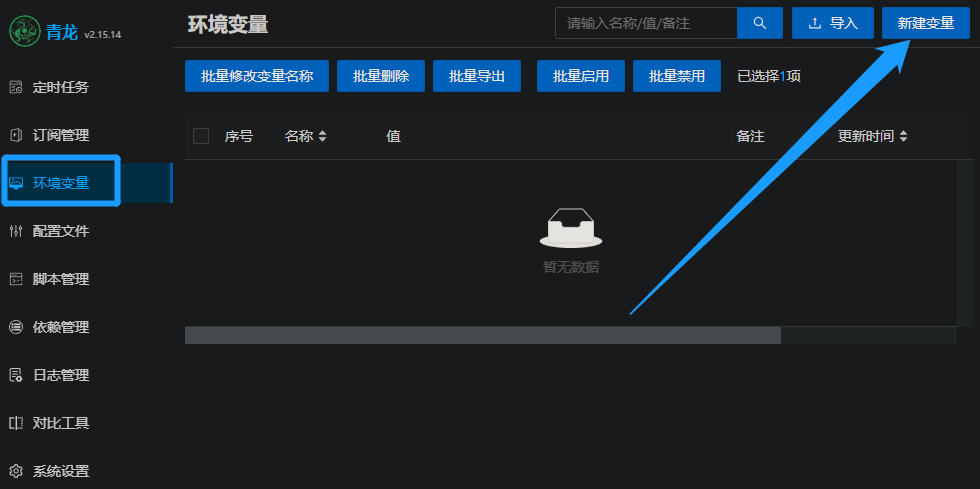 青龙 v2.15.14
定时任务
订阅管理
环境变量
配置文件
脚本管理
依赖管理
日志管理
对比工具
系统设置
环境变量
请输入名称/值/备注
导入
新建变量
批量修改变量名称 批量删除 批量导出 批量启用 批量禁用 已选择1项
序号 名称 值 备注 更新时间
暂无数据